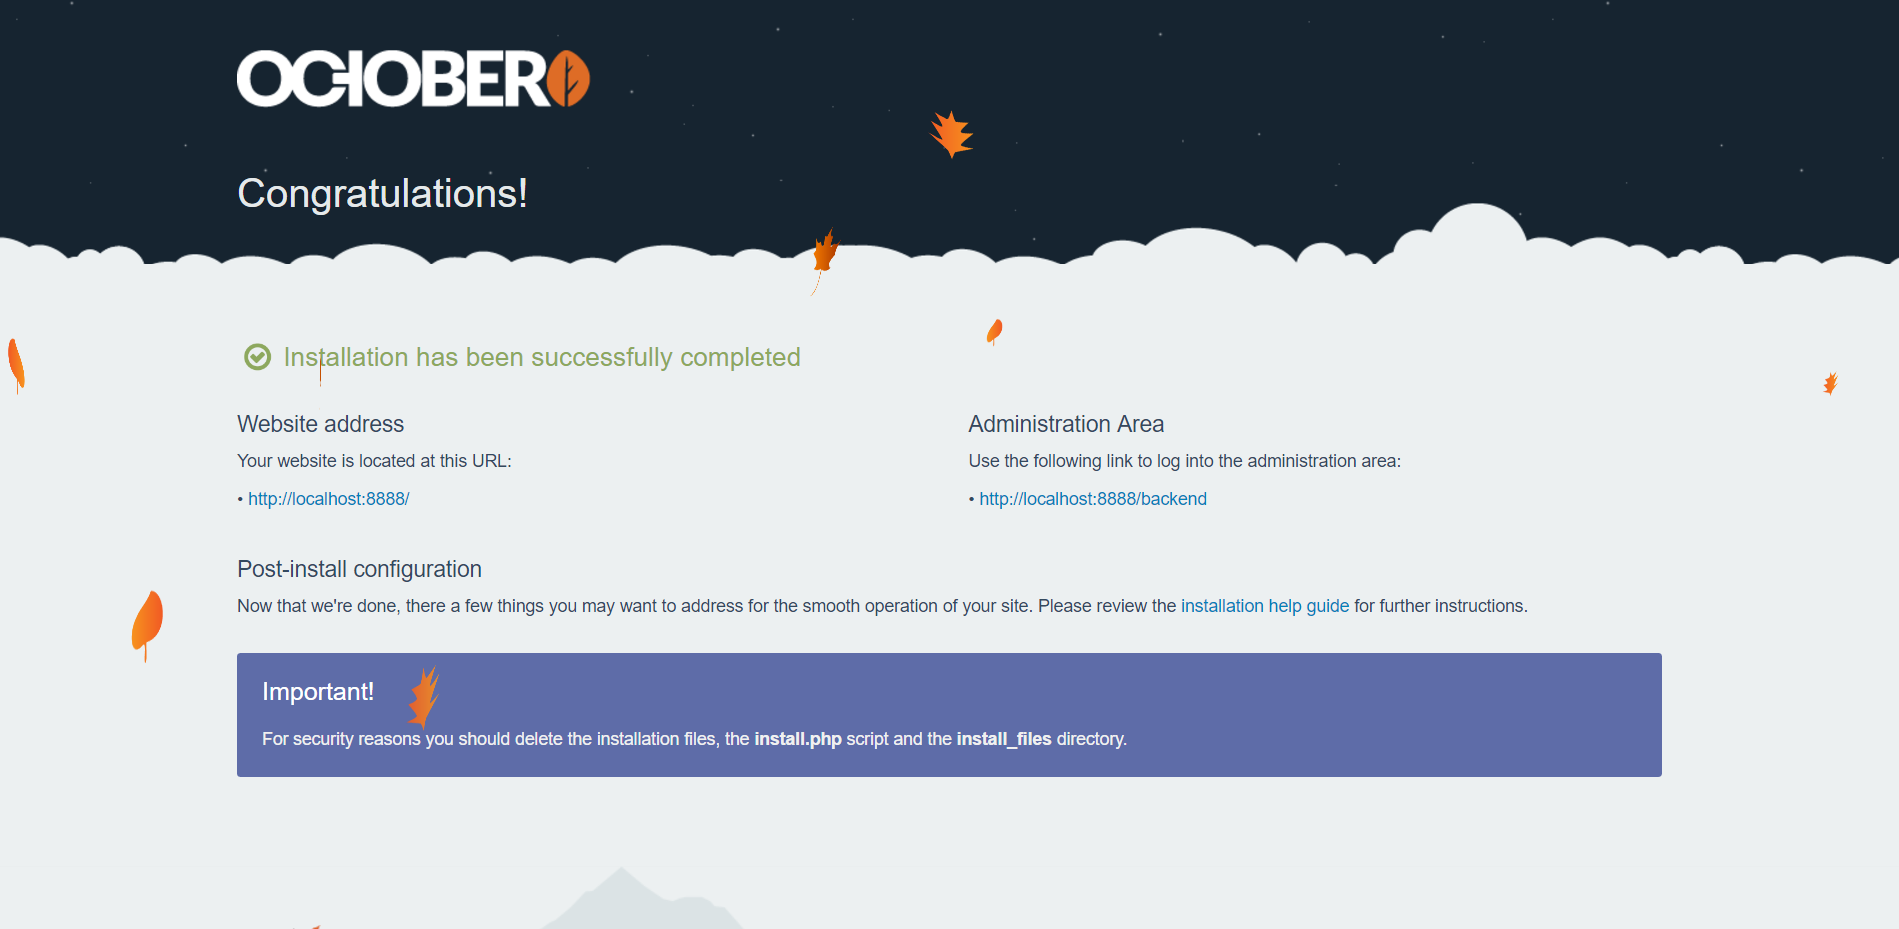 OCTOBER
Congratulations!
Installation has been successfully completed
Website address
Your website is located at this URL:
• http://localhost:8888/
Administration Area
Use the following link to log into the administration area:
• http://localhost:8888/backend
Post-install configuration
Now that we're done, there a few things you may want to address for the smooth operation of your site. Please review the installation help guide for further instructions.
Important!
For security reasons you should delete the installation files, the install.php script and the install_files directory.